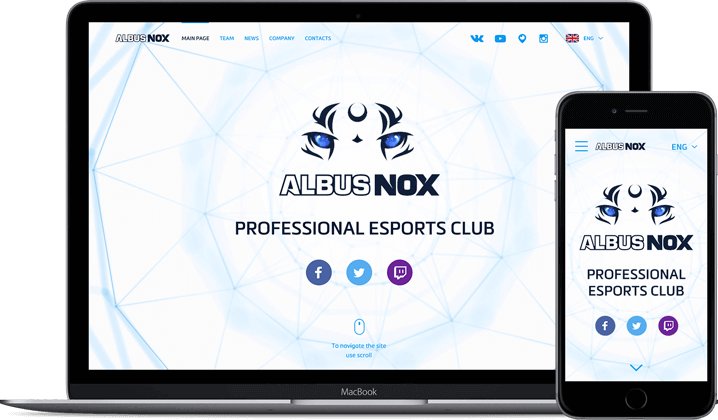 ALBUS NOX MAIN PAGE TEAM NEWS COMPANY CONTACTS ENG
ALBUS NOX
PROFESSIONAL ESPORTS CLUB
To navigate the site
use scroll
MacBook
ALBUS NOX ENG
ALBUS NOX
PROFESSIONAL
ESPORTS CLUB